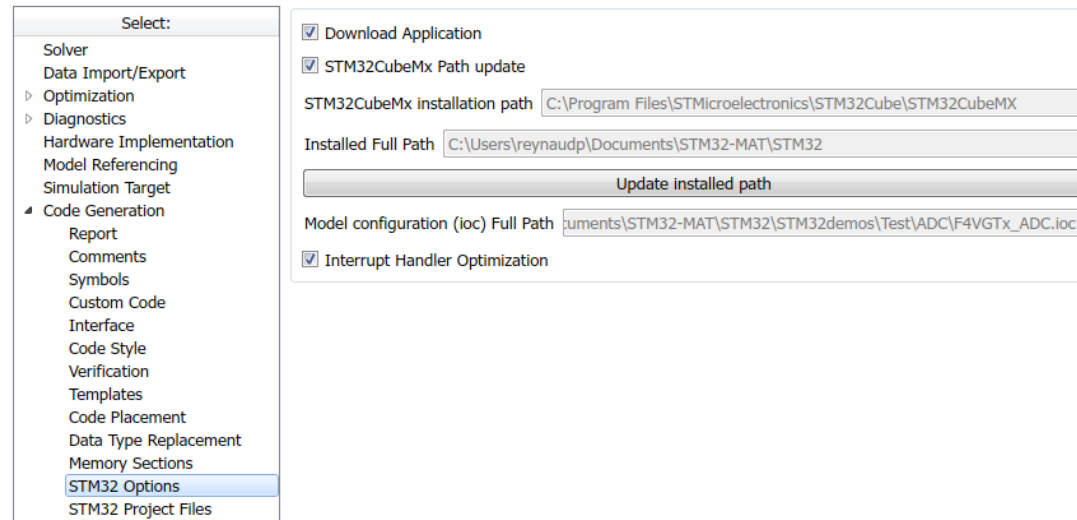 Select:
Solver
Data Import/Export
Optimization
Diagnostics
Hardware Implementation
Model Referencing
Simulation Target
Code Generation
Report
Comments
Symbols
Custom Code
Interface
Code Style
Verification
Templates
Code Placement
Data Type Replacement
Memory Sections
STM32 Options
STM32 Project Files
Download Application
STM32CubeMx Path update
STM32CubeMx installation path C:\Program Files\STMicroelectronics\STM32Cube\STM32CubeMX
Installed Full Path C:\Users\reynaudp\Documents\STM32-MAT\STM32
Update installed path
Model configuration (ioc) Full Path :uments\STM32-MAT\STM32\STM32demos\Test\ADC\F4VGTx_ADC.ioc
Interrupt Handler Optimization